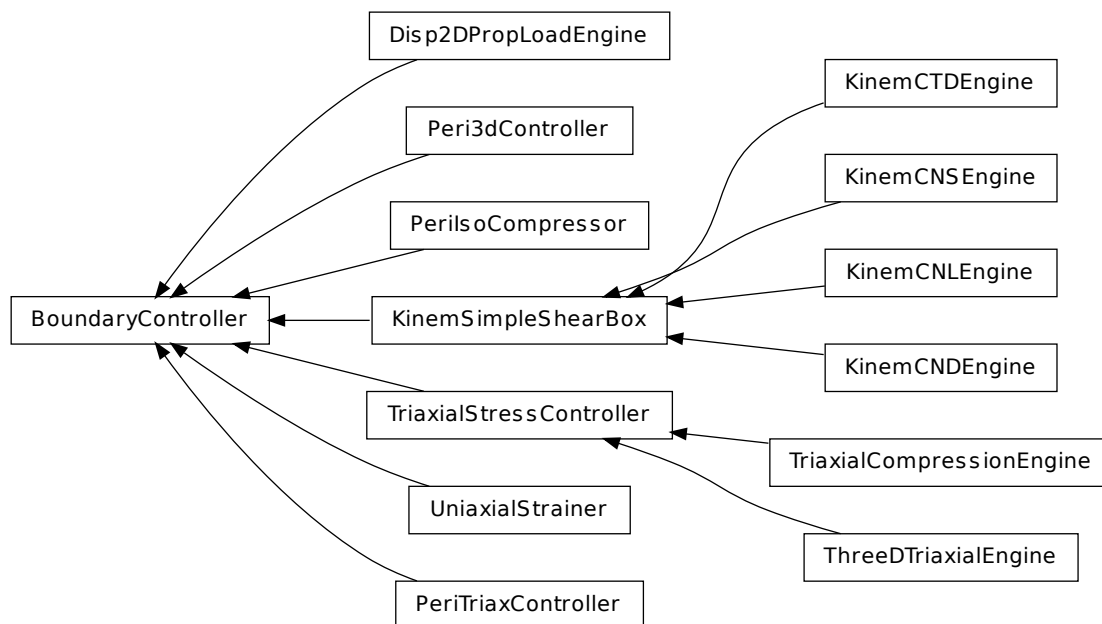 Disp2DPropLoadEngine
KinemCTDEngine
Peri3dController
KinemCNSEngine
PeriIsoCompressor
KinemCNLEngine
BoundaryController
KinemSimpleShearBox
KinemCNDEngine
TriaxialStressController
TriaxialCompressionEngine
UniaxialStrainer
ThreeDTriaxialEngine
PeriTriaxController